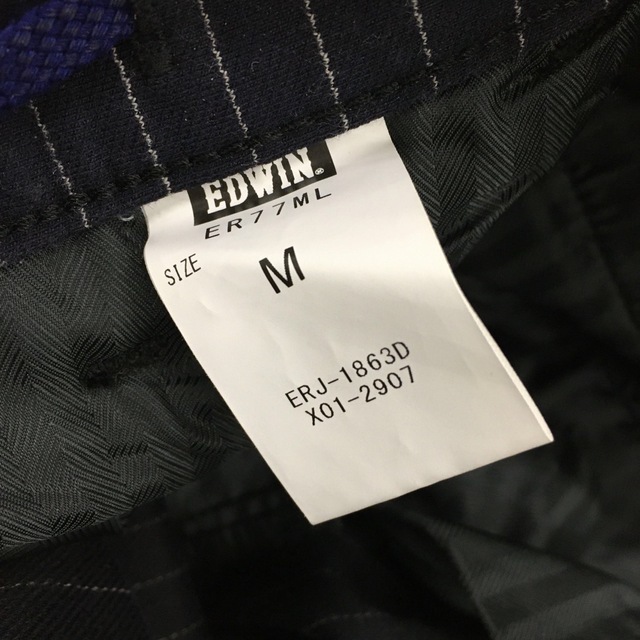 EDWIN.
ER77ML
SIZE M
ERJ-1863D
X01-2907